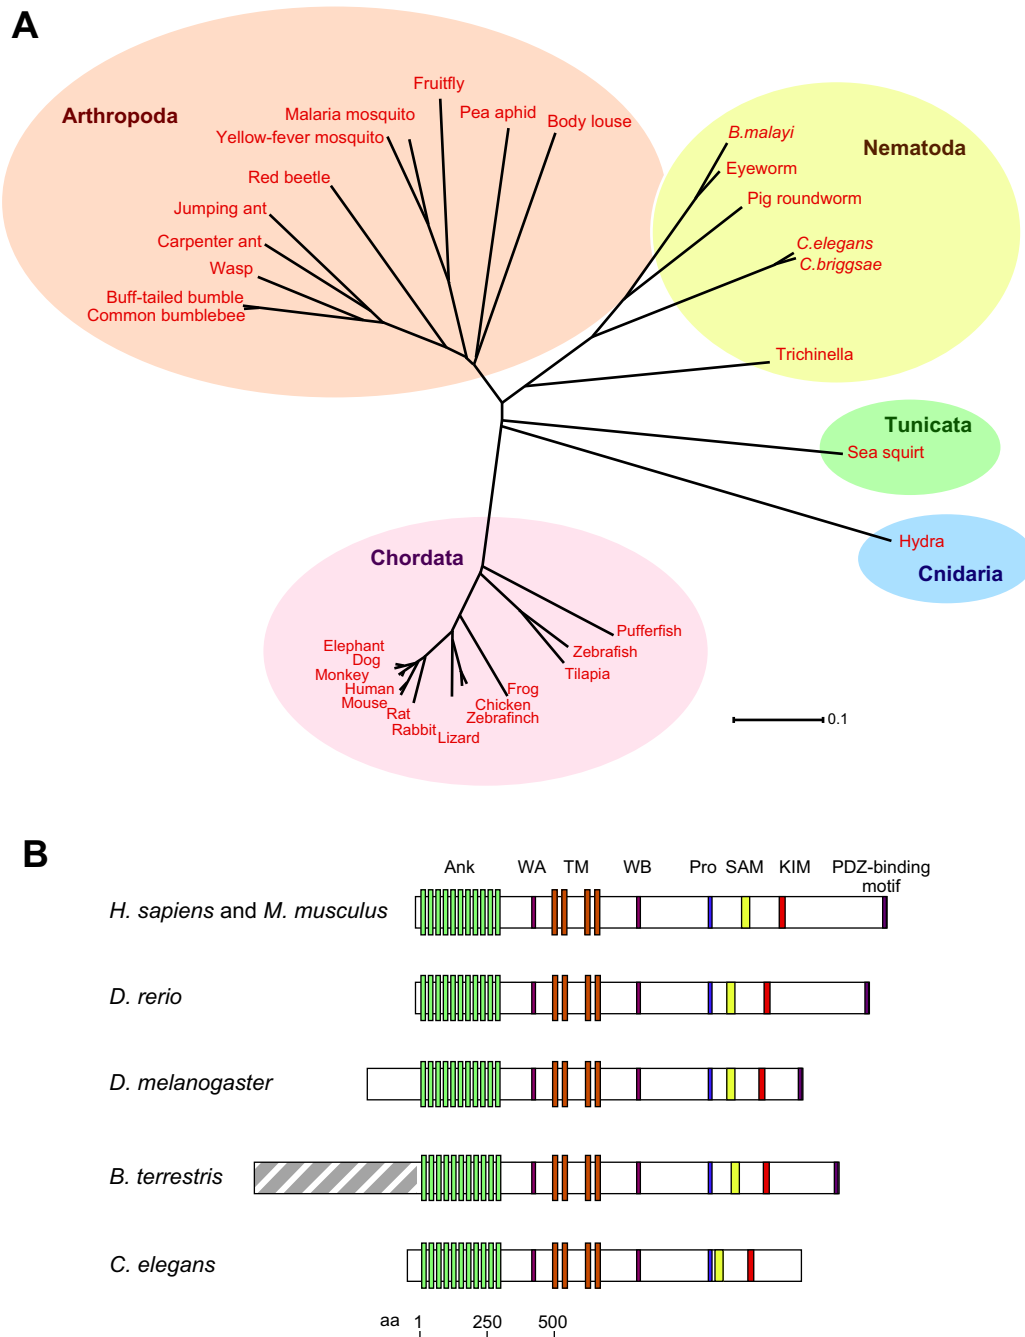 A
Arthropoda
Fruitfly
Malaria mosquito
Pea aphid
Yellow-fever mosquito
Body louse
Red beetle
Jumping ant
Carpenter ant
Wasp
Buff-tailed bumble
Common bumblebee
B.malayi
Nematoda
Eyeworm
Pig roundworm
C.elegans
C.briggsae
Trichinella
Tunicata
Sea squirt
Hydra
Cnidaria
Chordata
Pufferfish
Elephant
Zebrafish
Dog
Tilapia
Monkey
Human
Frog
Mouse
Chicken
Rat
Zebrafinch
Rabbit
Lizard
0.1
B
Ank WA TM WB Pro SAM KIM PDZ-binding
motif
H. sapiens and M. musculus
D. rerio
D. melanogaster
B. terrestris
C. elegans
aa 1 250 500